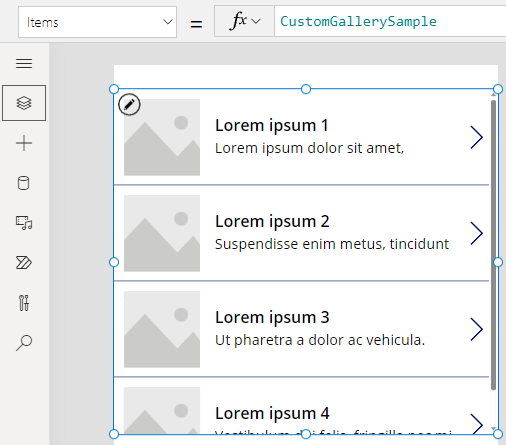 Items
=
fx
CustomGallerySample
Lorem ipsum 1
Lorem ipsum dolor sit amet,
Lorem ipsum 2
Suspendisse enim metus, tincidunt
Lorem ipsum 3
Ut pharetra a dolor ac vehicula.
Lorem ipsum 4